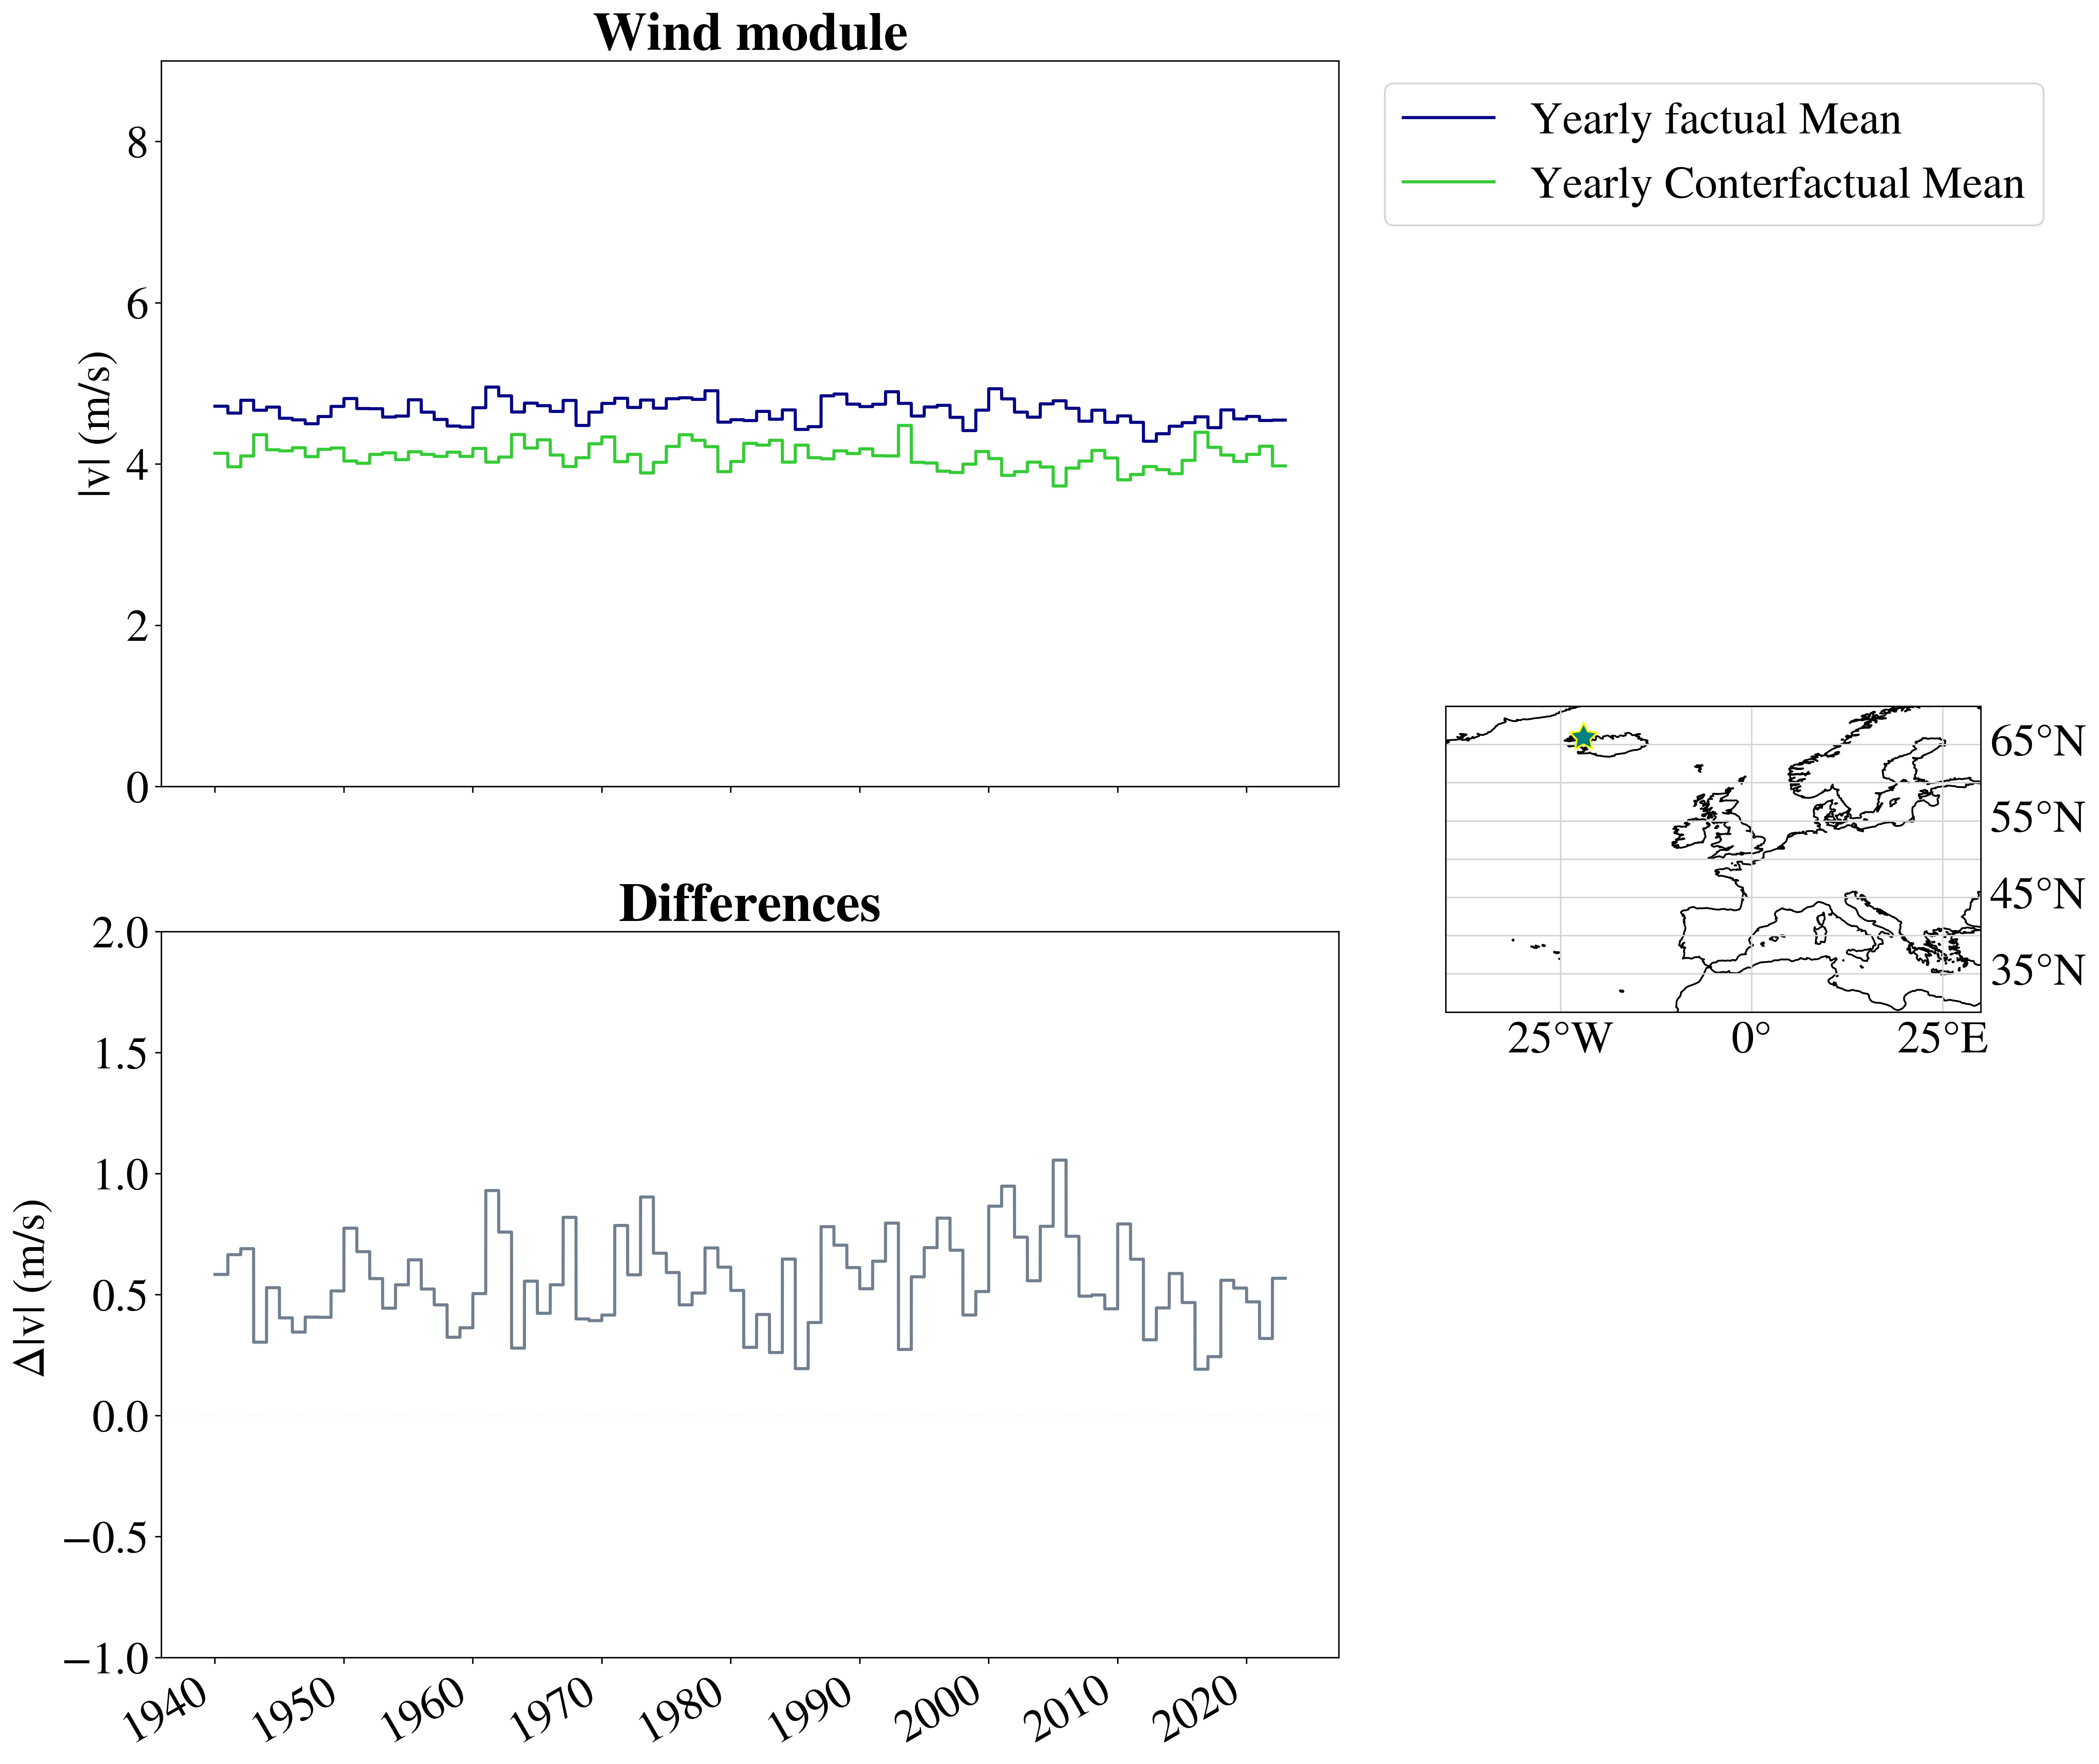 Wind module
8
6
4
2
0
|v| (m/s)
Yearly factual Mean
Yearly Conterfactual Mean
65°N
55°N
45°N
35°N
25°W 0° 25°E
Differences
2.0
1.5
1.0
0.5
0.0
−0.5
−1.0
Δ|v| (m/s)
1940 1950 1960 1970 1980 1990 2000 2010 2020